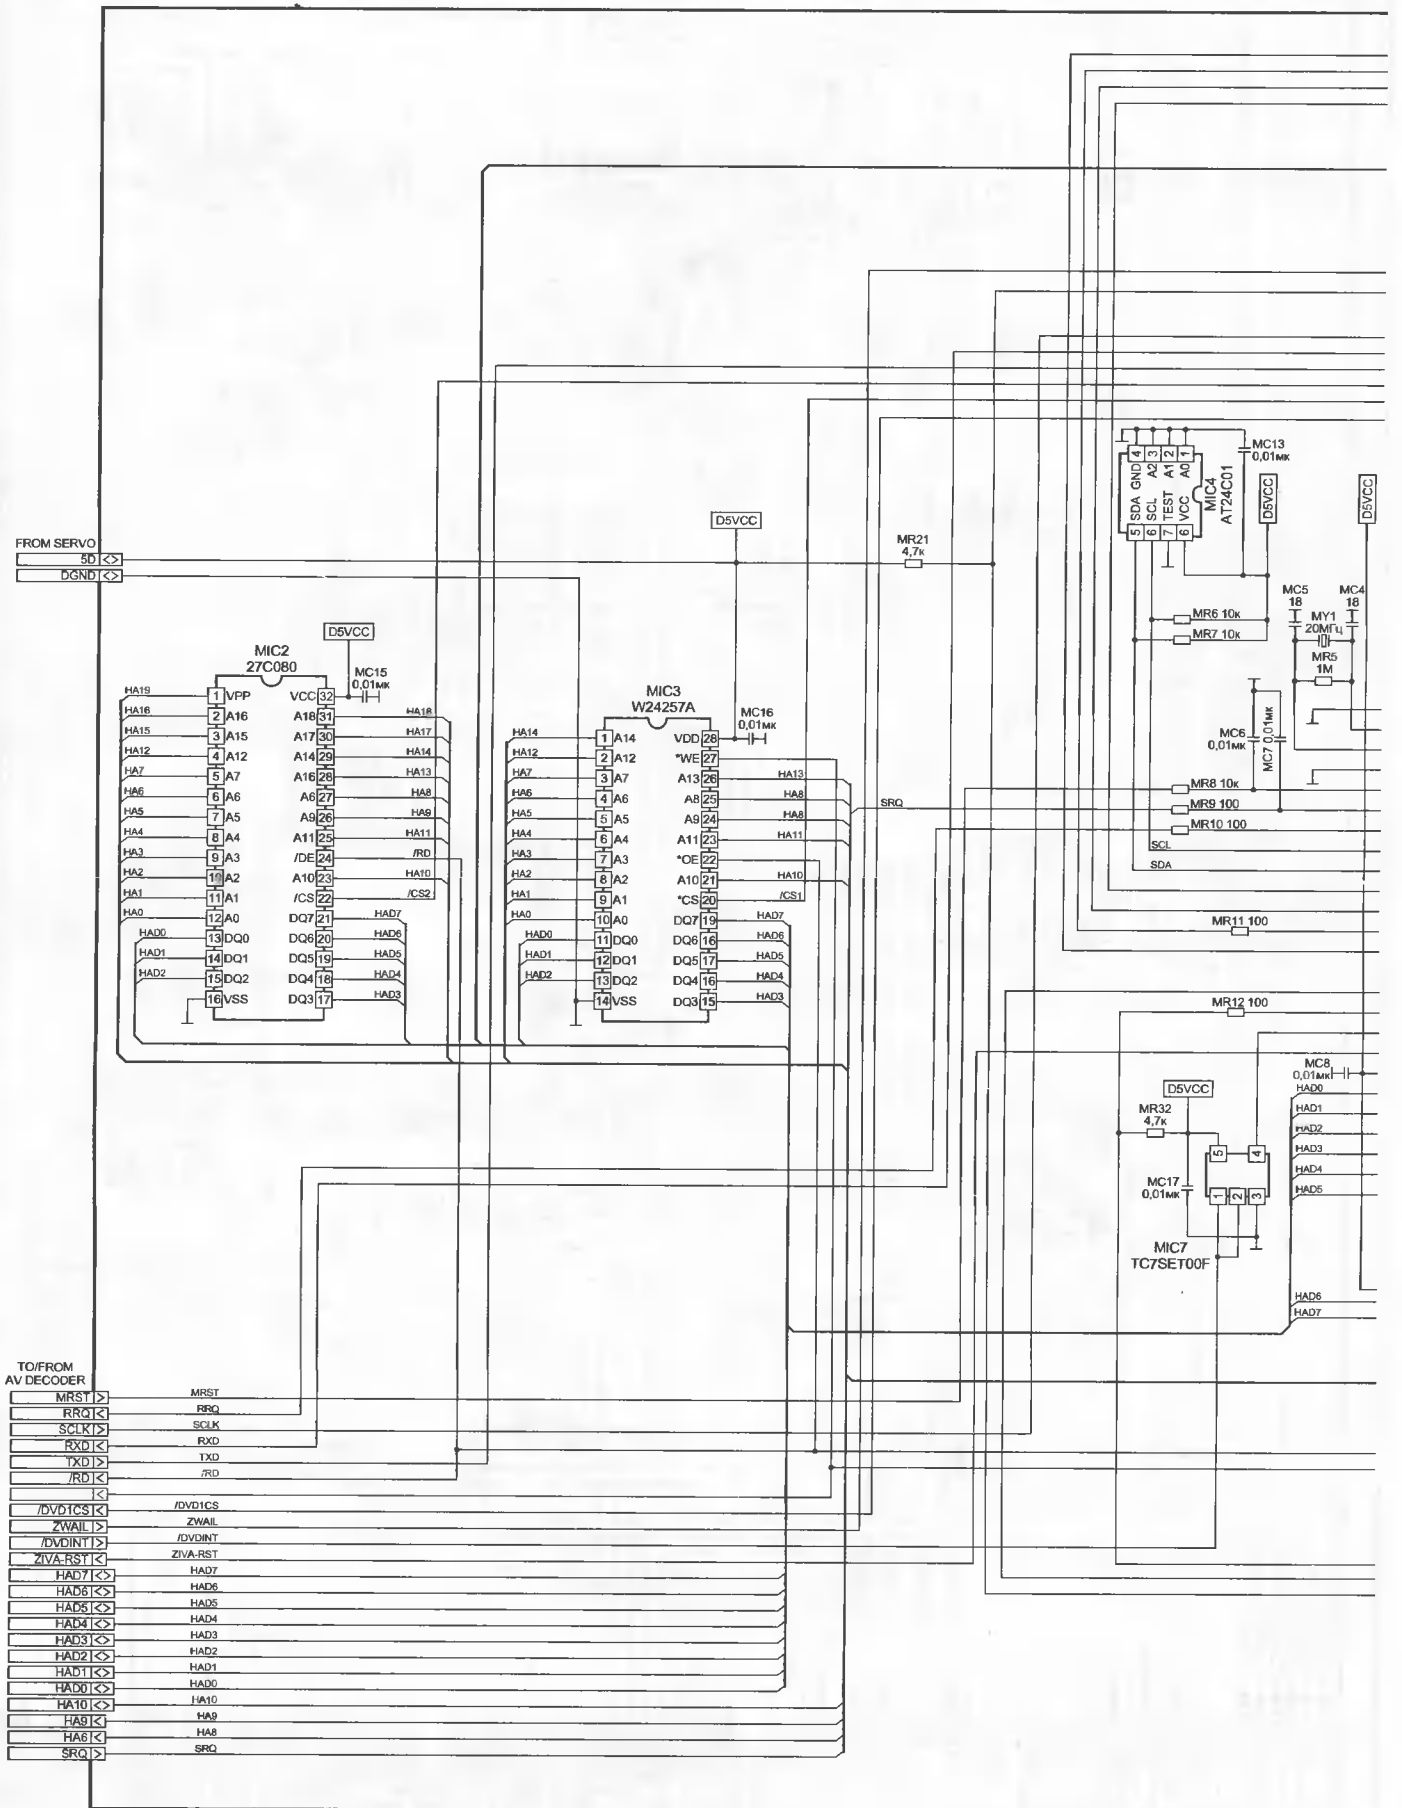 MC13
0,01мк
4 3 2 1
GND A2 A1 A0
SDA SCL TEST VCC
5 6 7 6
MIC4
AT24C01
D5VCC
D5VCC
D5VCC
FROM SERVO
5D <>
DGND <>
MR21
4,7к
MC5
18
MC4
18
MY1
20МГц
MR5
1M
MR6 10к
MR7 10к
MC6
0,01мк
MC7 0,01мк
MR8 10к
MR9 100
MR10 100
SRQ
SCL
SDA
MR11 100
MR12 100
D5VCC
MIC2
27C080
MC15
0,01мк
HA19 1 VPP VCC 32
HA16 2 A16 A18 31 HA18
HA15 3 A15 A17 30 HA17
HA12 4 A12 A14 29 HA14
HA7 5 A7 A16 28 HA13
HA6 6 A6 A6 27 HA8
HA5 7 A5 A9 26 HA9
HA4 8 A4 A11 25 HA11
HA3 9 A3 /DE 24 /RD
HA2 10 A2 A10 23 HA10
HA1 11 A1 /CS 22 /CS2
HA0 12 A0 DQ7 21 HAD7
HAD0 13 DQ0 DQ6 20 HAD6
HAD1 14 DQ1 DQ5 19 HAD5
HAD2 15 DQ2 DQ4 18 HAD4
16 VSS DQ3 17 HAD3
MIC3
W24257A
MC16
0,01мк
HA14 1 A14 VDD 28
HA12 2 A12 *WE 27
HA7 3 A7 A13 26 HA13
HA6 4 A6 A8 25 HA8
HA5 5 A5 A9 24 HA8
HA4 6 A4 A11 23 HA11
HA3 7 A3 *OE 22
HA2 8 A2 A10 21 HA10
HA1 9 A1 *CS 20 /CS1
HA0 10 A0 DQ7 19 HAD7
HAD0 11 DQ0 DQ6 16 HAD6
HAD1 12 DQ1 DQ5 17 HAD5
HAD2 13 DQ2 DQ4 16 HAD4
14 VSS DQ3 15 HAD3
MC8
0,01мк
HAD0
HAD1
HAD2
HAD3
HAD4
HAD5
HAD6
HAD7
D5VCC
MR32
4,7к
MC17
0,01мк
5 4
1 2 3
MIC7
TC7SET00F
TO/FROM
AV DECODER
MRST > MRST
RRQ < RRQ
SCLK > SCLK
RXD < RXD
TXD > TXD
/RD < /RD
<
/DVD1CS < /DVD1CS
ZWAIL > ZWAIL
/DVDINT > /DVDINT
ZIVA-RST < ZIVA-RST
HAD7 <> HAD7
HAD6 <> HAD6
HAD5 <> HAD5
HAD4 <> HAD4
HAD3 <> HAD3
HAD2 <> HAD2
HAD1 <> HAD1
HAD0 <> HAD0
HA10 <> HA10
HA9 < HA9
HA6 < HA8
SRQ > SRQ